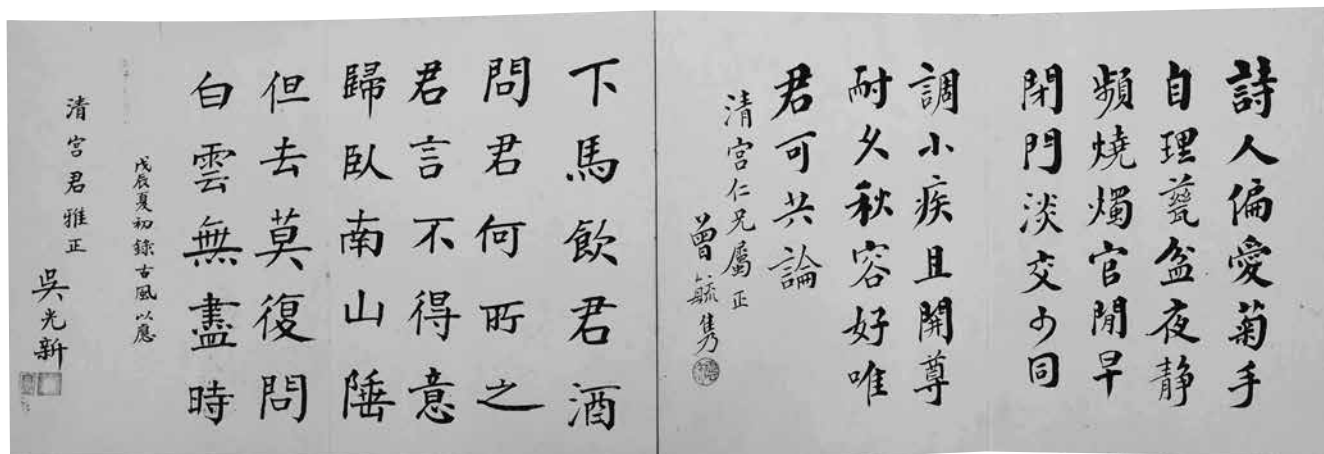 詩人偏愛菊手
自理甕盆夜靜
頻燒燭官閒早
閉門淡交少同
調小疾且開尊
耐久秋容好唯
君可共論
清宮仁兄屬正
曾毓雋
下馬飲君酒
問君何所之
君言不得意
歸臥南山陲
但去莫復問
白雲無盡時
戊辰夏初錄古風以應
清宮君雅正
吳光新